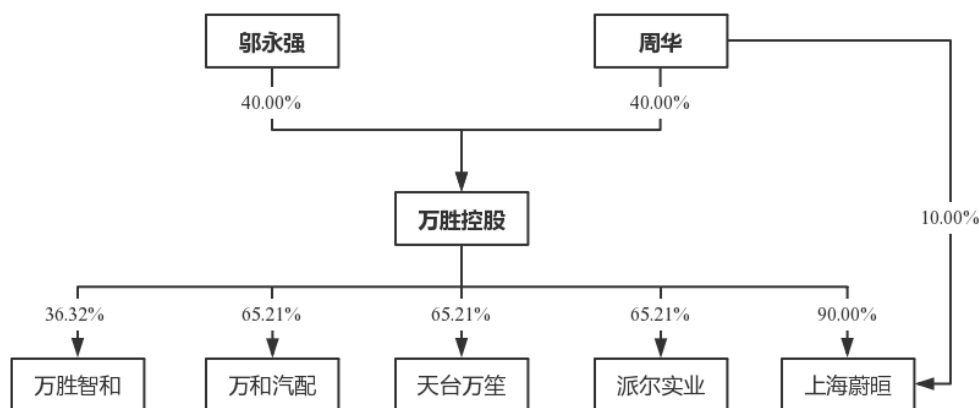 邬永强
周华
40.00%
40.00%
万胜控股
10.00%
36.32%
65.21%
65.21%
65.21%
90.00%
万胜智和
万和汽配
天台万笙
派尔实业
上海蔚晅